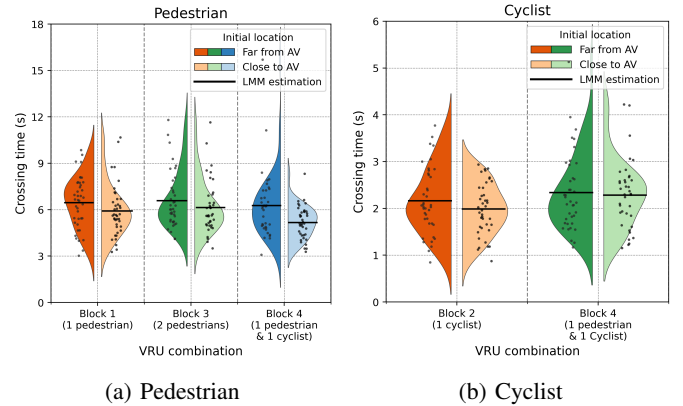 Pedestrian
Crossing time (s)
18
15
12
9
6
3
0
Initial location
Far from AV
Close to AV
LMM estimation
Block 1
(1 pedestrian)
Block 3
(2 pedestrians)
Block 4
(1 pedestrian
& 1 cyclist)
VRU combination
(a) Pedestrian
Cyclist
Crossing time (s)
6
5
4
3
2
1
0
Initial location
Far from AV
Close to AV
LMM estimation
Block 2
(1 cyclist)
Block 4
(1 pedestrian
& 1 Cyclist)
VRU combination
(b) Cyclist